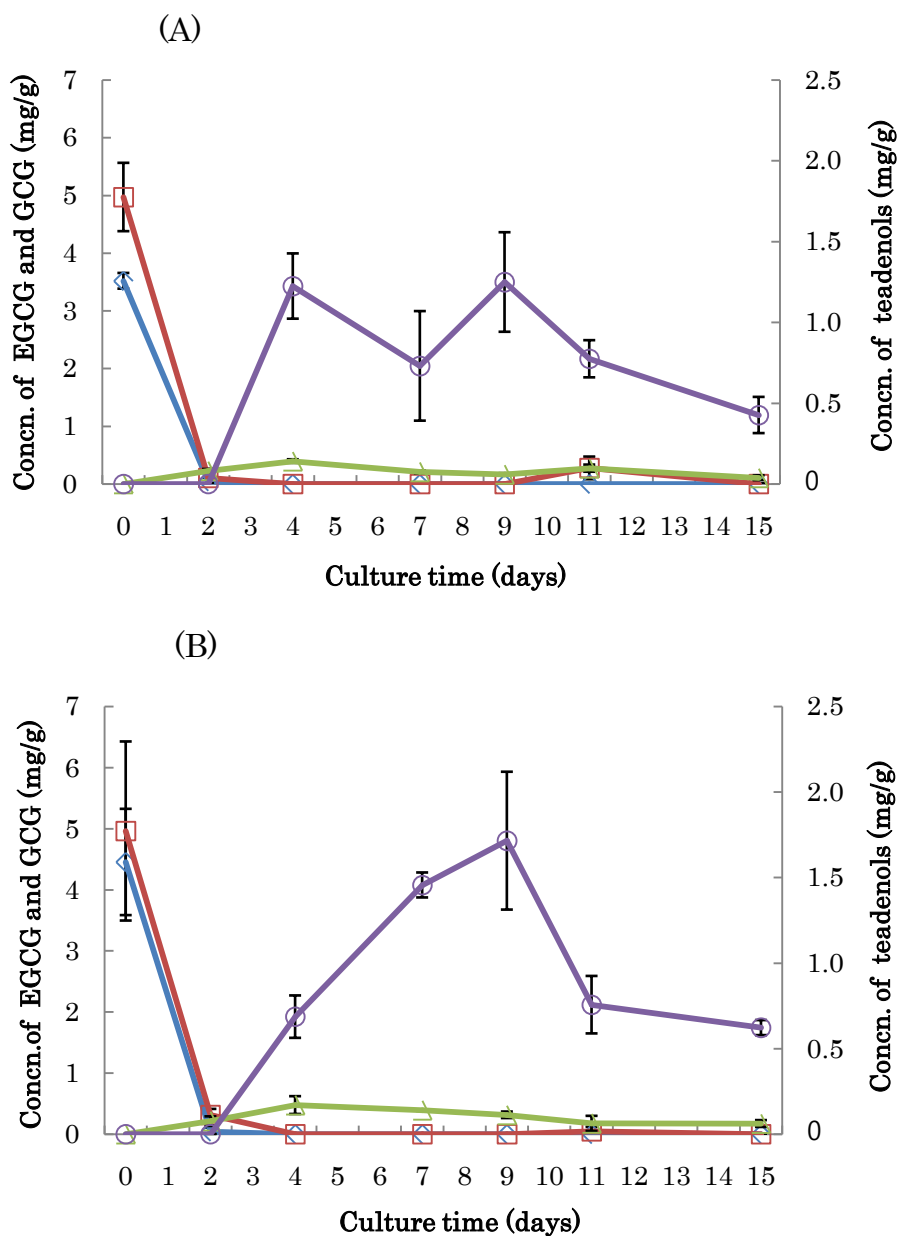 (A)
Concn. of EGCG and GCG (mg/g)
7
6
5
4
3
2
1
0
2.5
2.0
1.5
1.0
0.5
0
Concn. of teadenols (mg/g)
0 1 2 3 4 5 6 7 8 9 10 11 12 13 14 15
Culture time (days)
(B)
Concn.of EGCG and GCG (mg/g)
7
6
5
4
3
2
1
0
2.5
2.0
1.5
1.0
0.5
0
Concn. of teadenols (mg/g)
0 1 2 3 4 5 6 7 8 9 10 11 12 13 14 15
Culture time (days)